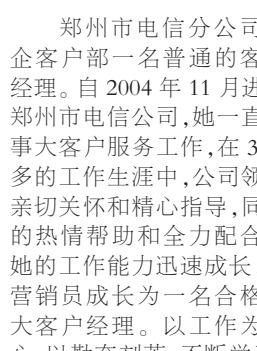 郑州市电信分公司
企客户部一名普通的客
经理。自 2004 年 11 月进
郑州市电信公司,她一直
事大客户服务工作,在 3
多的工作生涯中,公司领
亲切关怀和精心指导,同
的热情帮助和全力配合
她的工作能力迅速成长
营销员成长为一名合格
大客户经理。以工作为